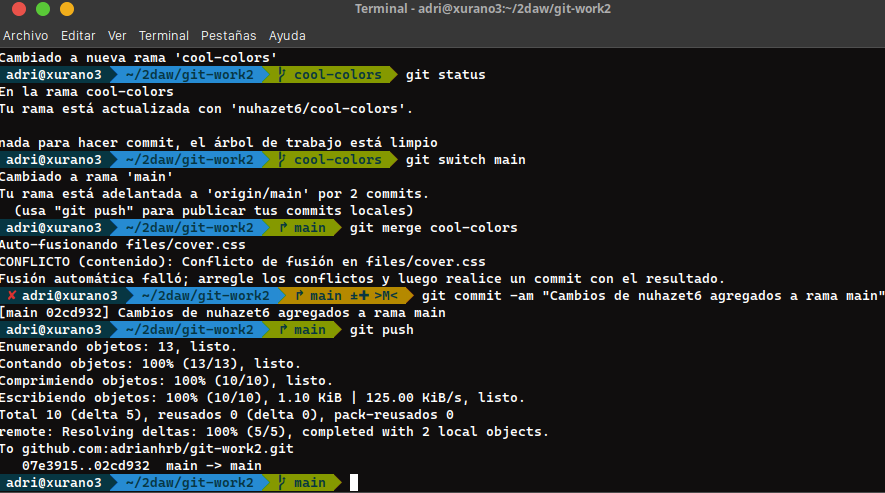 Terminal - adri@xurano3:~/2daw/git-work2
Archivo Editar Ver Terminal Pestañas Ayuda
Cambiado a nueva rama 'cool-colors'
adri@xurano3 ~/2daw/git-work2 cool-colors git status
En la rama cool-colors
Tu rama está actualizada con 'nuhazet6/cool-colors'.
nada para hacer commit, el árbol de trabajo está limpio
adri@xurano3 ~/2daw/git-work2 cool-colors git switch main
Cambiado a rama 'main'
Tu rama está adelantada a 'origin/main' por 2 commits.
(usa "git push" para publicar tus commits locales)
adri@xurano3 ~/2daw/git-work2 ↱ main git merge cool-colors
Auto-fusionando files/cover.css
CONFLICTO (contenido): Conflicto de fusión en files/cover.css
Fusión automática falló; arregle los conflictos y luego realice un commit con el resultado.
✘ adri@xurano3 ~/2daw/git-work2 ↱ main ±✚ >M< git commit -am "Cambios de nuhazet6 agregados a rama main"
[main 02cd932] Cambios de nuhazet6 agregados a rama main
adri@xurano3 ~/2daw/git-work2 ↱ main git push
Enumerando objetos: 13, listo.
Contando objetos: 100% (13/13), listo.
Comprimiendo objetos: 100% (10/10), listo.
Escribiendo objetos: 100% (10/10), 1.10 KiB | 125.00 KiB/s, listo.
Total 10 (delta 5), reusados 0 (delta 0), pack-reusados 0
remote: Resolving deltas: 100% (5/5), completed with 2 local objects.
To github.com:adrianhrb/git-work2.git
07e3915..02cd932 main -> main
adri@xurano3 ~/2daw/git-work2 main